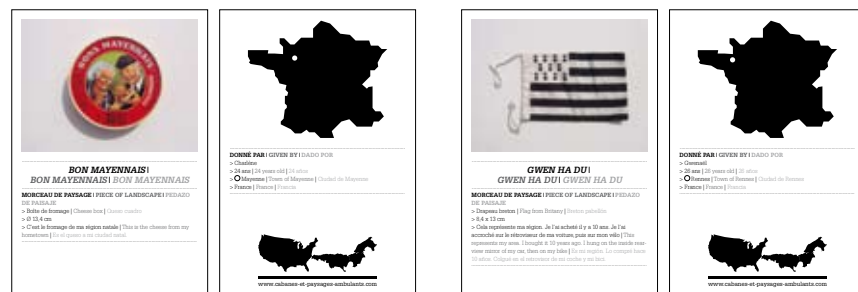 BONS MAYENNAIS
BON MAYENNAIS|
BON MAYENNAIS| BON MAYENNAIS
MORCEAU DE PAYSAGE | PIECE OF LANDSCAPE | PEDAZO
DE PAISAJE
> Boîte de fromage | Cheese box | Queso
> Ø 13,4 cm
> C'est le fromage de ma région natale | This is the cheese from my
hometown | Es el queso a mi ciudad natal
DONNÉ PAR | GIVEN BY | DADO POR
> Charlène
> 24 ans | 24 years old | 24 años
> Mayenne | Town of Mayenne | Ciudad de Mayenne
> France | France | Francia
www.cabanes-et-paysages-ambulants.com
GWEN HA DU|
GWEN HA DU| GWEN HA DU
MORCEAU DE PAYSAGE | PIECE OF LANDSCAPE | PEDAZO
DE PAISAJE
> Drapeau breton | Flag from Brittany | Breton pabellón
> 8,4 x 13 cm
> Cela représente ma région. Je l'ai acheté il y a 10 ans. Je l'ai
accroché sur le rétroviseur de ma voiture, puis sur mon vélo | This
represents my area. I bought it 10 years ago. I hung on the inside rear-
view mirror of my car, then on my bike | Es mi región. Lo compré hace
10 años. Colgué en el retrovisor de mi coche y mi bici.
DONNÉ PAR | GIVEN BY | DADO POR
> Gwenaël
> 26 ans | 26 years old | 26 años
> Rennes | Town of Rennes | Ciudad de Rennes
> France | France | Francia
www.cabanes-et-paysages-ambulants.com